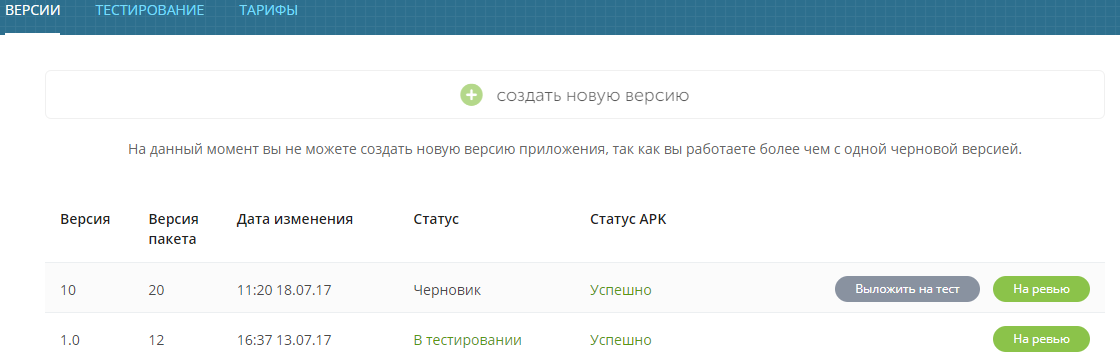 ВЕРСИИ ТЕСТИРОВАНИЕ ТАРИФЫ
создать новую версию
На данный момент вы не можете создать новую версию приложения, так как вы работаете более чем с одной черновой версией.
Версия Версия пакета Дата изменения Статус Статус APK
10 20 11:20 18.07.17 Черновик Успешно Выложить на тест На ревью
1.0 12 16:37 13.07.17 В тестировании Успешно На ревью